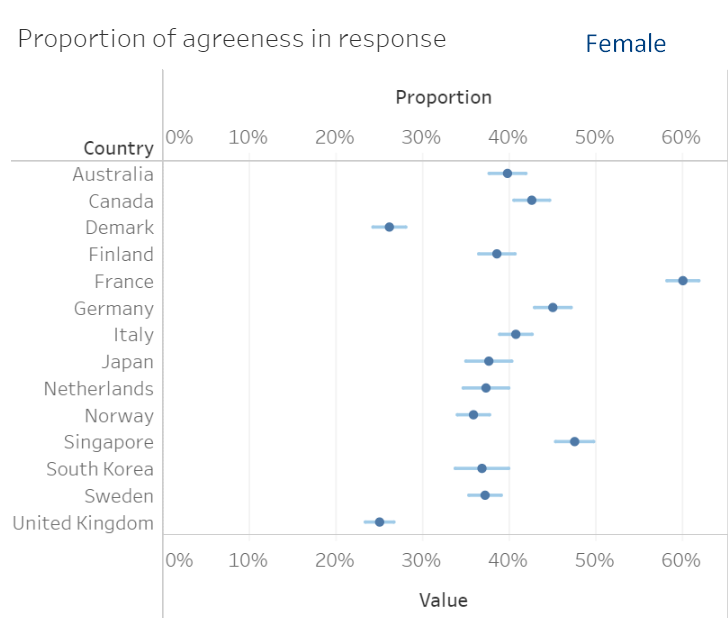 Proportion of agreeness in response
Female
Proportion
0% 10% 20% 30% 40% 50% 60%
Country
Australia
Canada
Demark
Finland
France
Germany
Italy
Japan
Netherlands
Norway
Singapore
South Korea
Sweden
United Kingdom
0% 10% 20% 30% 40% 50% 60%
Value